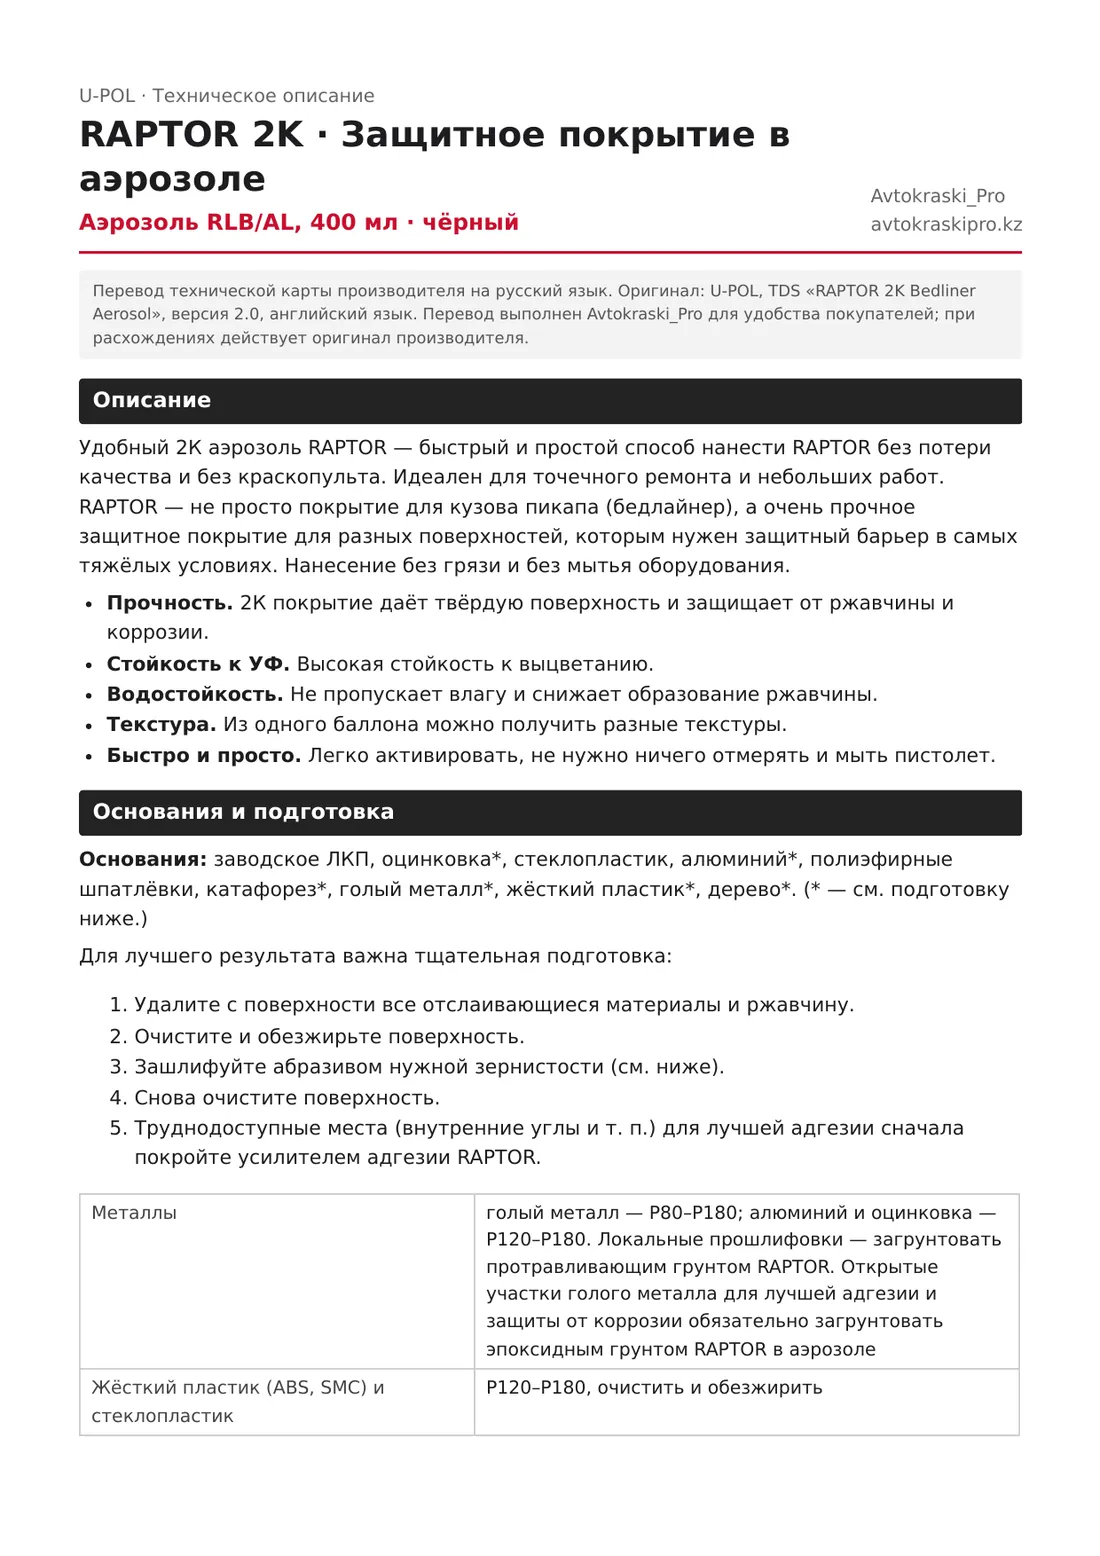 U-POL · Техническое описание
RAPTOR 2K · Защитное покрытие в
аэрозоле
Аэрозоль RLB/AL, 400 мл · чёрный
Avtokraski_Pro
avtokraskipro.kz
Перевод технической карты производителя на русский язык. Оригинал: U-POL, TDS «RAPTOR 2K Bedliner
Aerosol», версия 2.0, английский язык. Перевод выполнен Avtokraski_Pro для удобства покупателей; при
расхождениях действует оригинал производителя.
Описание
Удобный 2К аэрозоль RAPTOR — быстрый и простой способ нанести RAPTOR без потери
качества и без краскопульта. Идеален для точечного ремонта и небольших работ.
RAPTOR — не просто покрытие для кузова пикапа (бедлайнер), а очень прочное
защитное покрытие для разных поверхностей, которым нужен защитный барьер в самых
тяжёлых условиях. Нанесение без грязи и без мытья оборудования.
• Прочность. 2К покрытие даёт твёрдую поверхность и защищает от ржавчины и
коррозии.
• Стойкость к УФ. Высокая стойкость к выцветанию.
• Водостойкость. Не пропускает влагу и снижает образование ржавчины.
• Текстура. Из одного баллона можно получить разные текстуры.
• Быстро и просто. Легко активировать, не нужно ничего отмерять и мыть пистолет.
Основания и подготовка
Основания: заводское ЛКП, оцинковка*, стеклопластик, алюминий*, полиэфирные
шпатлёвки, катафорез*, голый металл*, жёсткий пластик*, дерево*. (* — см. подготовку
ниже.)
Для лучшего результата важна тщательная подготовка:
1. Удалите с поверхности все отслаивающиеся материалы и ржавчину.
2. Очистите и обезжирьте поверхность.
3. Зашлифуйте абразивом нужной зернистости (см. ниже).
4. Снова очистите поверхность.
5. Труднодоступные места (внутренние углы и т. п.) для лучшей адгезии сначала
покройте усилителем адгезии RAPTOR.
Металлы
голый металл — P80–P180; алюминий и оцинковка —
P120–P180. Локальные прошлифовки — загрунтовать
протравливающим грунтом RAPTOR. Открытые
участки голого металла для лучшей адгезии и
защиты от коррозии обязательно загрунтовать
эпоксидным грунтом RAPTOR в аэрозоле
Жёсткий пластик (ABS, SMC) и
стеклопластик
P120–P180, очистить и обезжирить